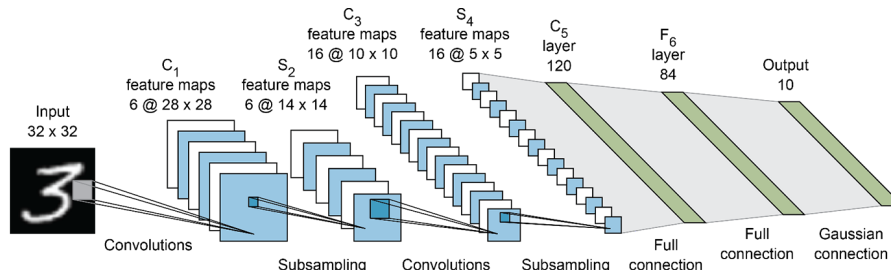 Input
32 x 32
C1
feature maps
6 @ 28 x 28
S2
feature maps
6 @ 14 x 14
C3
feature maps
16 @ 10 x 10
S4
feature maps
16 @ 5 x 5
C5
layer
120
F6
layer
84
Output
10
3
Convolutions
Subsampling
Convolutions
Subsampling
Full
connection
Full
connection
Gaussian
connection